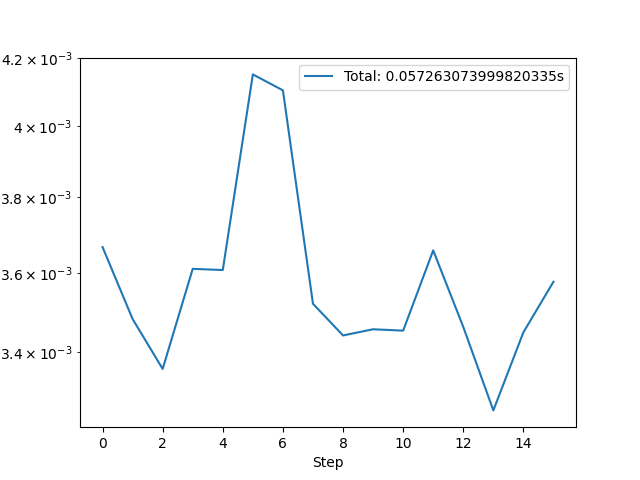 4.2 × 10⁻³
4 × 10⁻³
3.8 × 10⁻³
3.6 × 10⁻³
3.4 × 10⁻³
Total: 0.057263073999820335s
0 2 4 6 8 10 12 14
Step